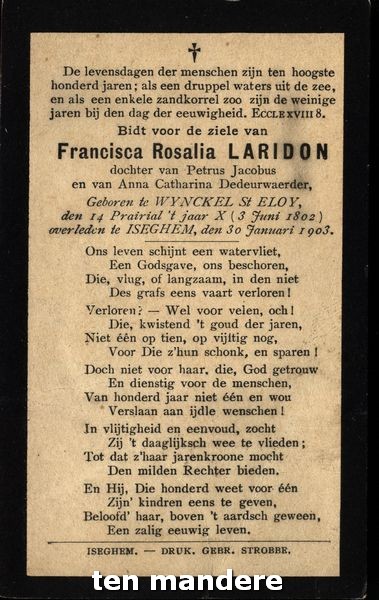 De levensdagen der menschen zijn ten hoogste
honderd jaren; als een druppel waters uit de zee,
en als een enkele zandkorrel zoo zijn de weinige
jaren bij den dag der eeuwigheid. ECCLE XVIII 8.
Bidt voor de ziele van
Francisca Rosalia LARIDON
dochter van Petrus Jacobus
en van Anna Catharina Dedeurwaerder,
Geboren te WYNCKEL St ELOY,
den 14 Prairial 't jaar X (3 Juni 1802)
overleden te ISEGHEM, den 30 Januari 1903.
Ons leven schijnt een watervliet,
Een Godsgave, ons beschoren,
Die, vlug, of langzaam, in den niet
Des grafs eens vaart verloren!
Verloren? — Wel voor velen, och!
Die, kwistend 't goud der jaren,
Niet één op tien, op vijltig nog,
Voor Die z'hun schonk, en sparen!
Doch niet voor haar, die, God getrouw
En dienstig voor de menschen,
Van honderd jaar niet één en wou
Verslaan aan ijdle wenschen!
In vlijtigheid en eenvoud, zocht
Zij 't daaglijksch wee te vlieden;
Tot dat z'haar jarenkroone mocht
Den milden Rechter bieden.
En Hij, Die honderd weet voor één
Zijn' kindren eens te geven,
Beloofd' haar, boven 't aardsch geween,
Een zalig eeuwig leven.
ISEGHEM. — DRUK. GEBR. STROBBE.
ten mandere